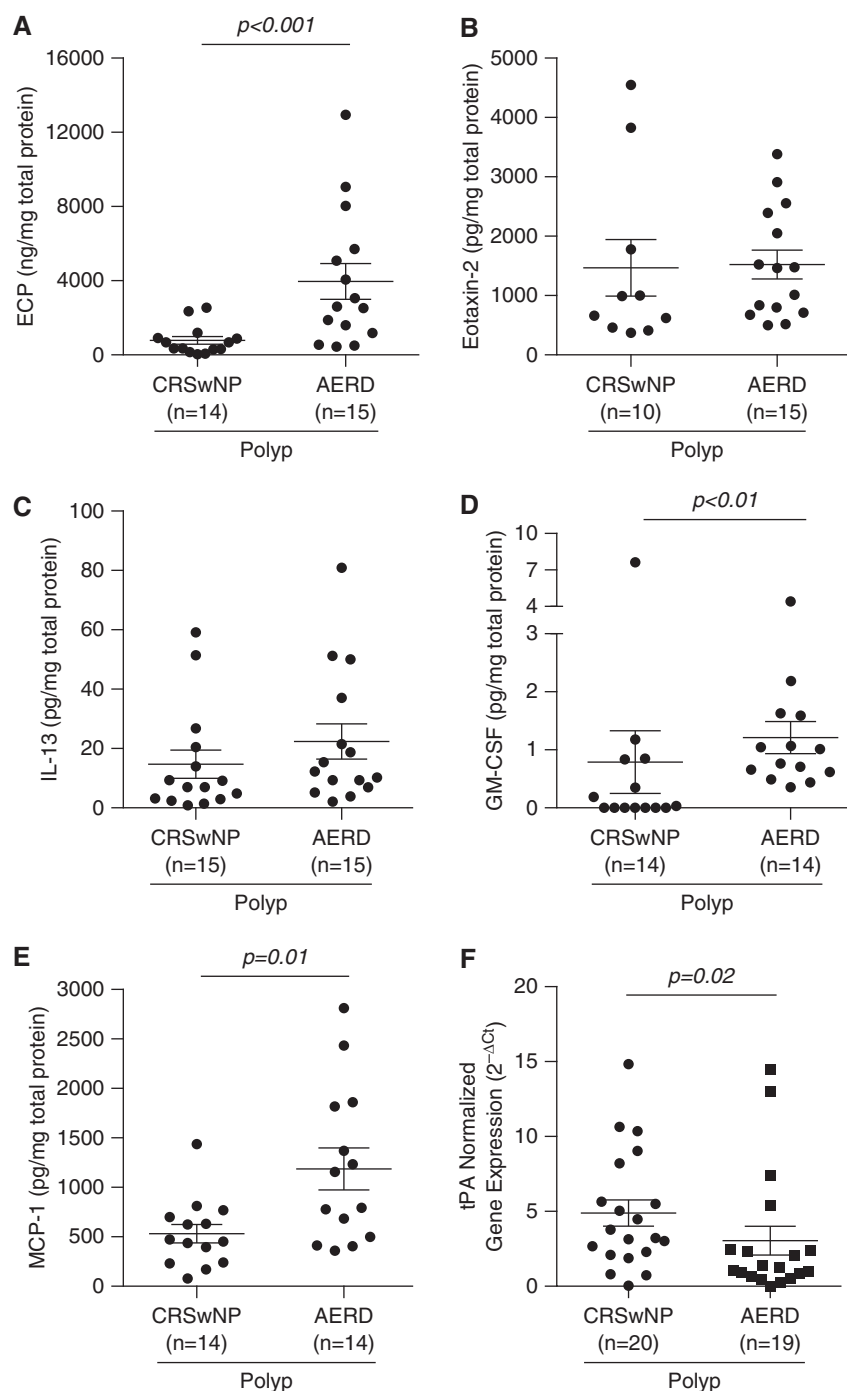 A
p<0.001
ECP (ng/mg total protein)
16000
12000
8000
4000
0
CRSwNP
AERD
(n=14)
(n=15)
Polyp
B
Eotaxin-2 (pg/mg total protein)
5000
4000
3000
2000
1000
0
CRSwNP
AERD
(n=10)
(n=15)
Polyp
C
IL-13 (pg/mg total protein)
100
80
60
40
20
0
CRSwNP
AERD
(n=15)
(n=15)
Polyp
D
p<0.01
GM-CSF (pg/mg total protein)
10
7
4
3
2
1
0
CRSwNP
AERD
(n=14)
(n=14)
Polyp
E
p=0.01
MCP-1 (pg/mg total protein)
3000
2500
2000
1500
1000
500
0
CRSwNP
AERD
(n=14)
(n=14)
Polyp
F
p=0.02
tPA Normalized
Gene Expression (2⁻ΔCt)
20
15
10
5
0
CRSwNP
AERD
(n=20)
(n=19)
Polyp